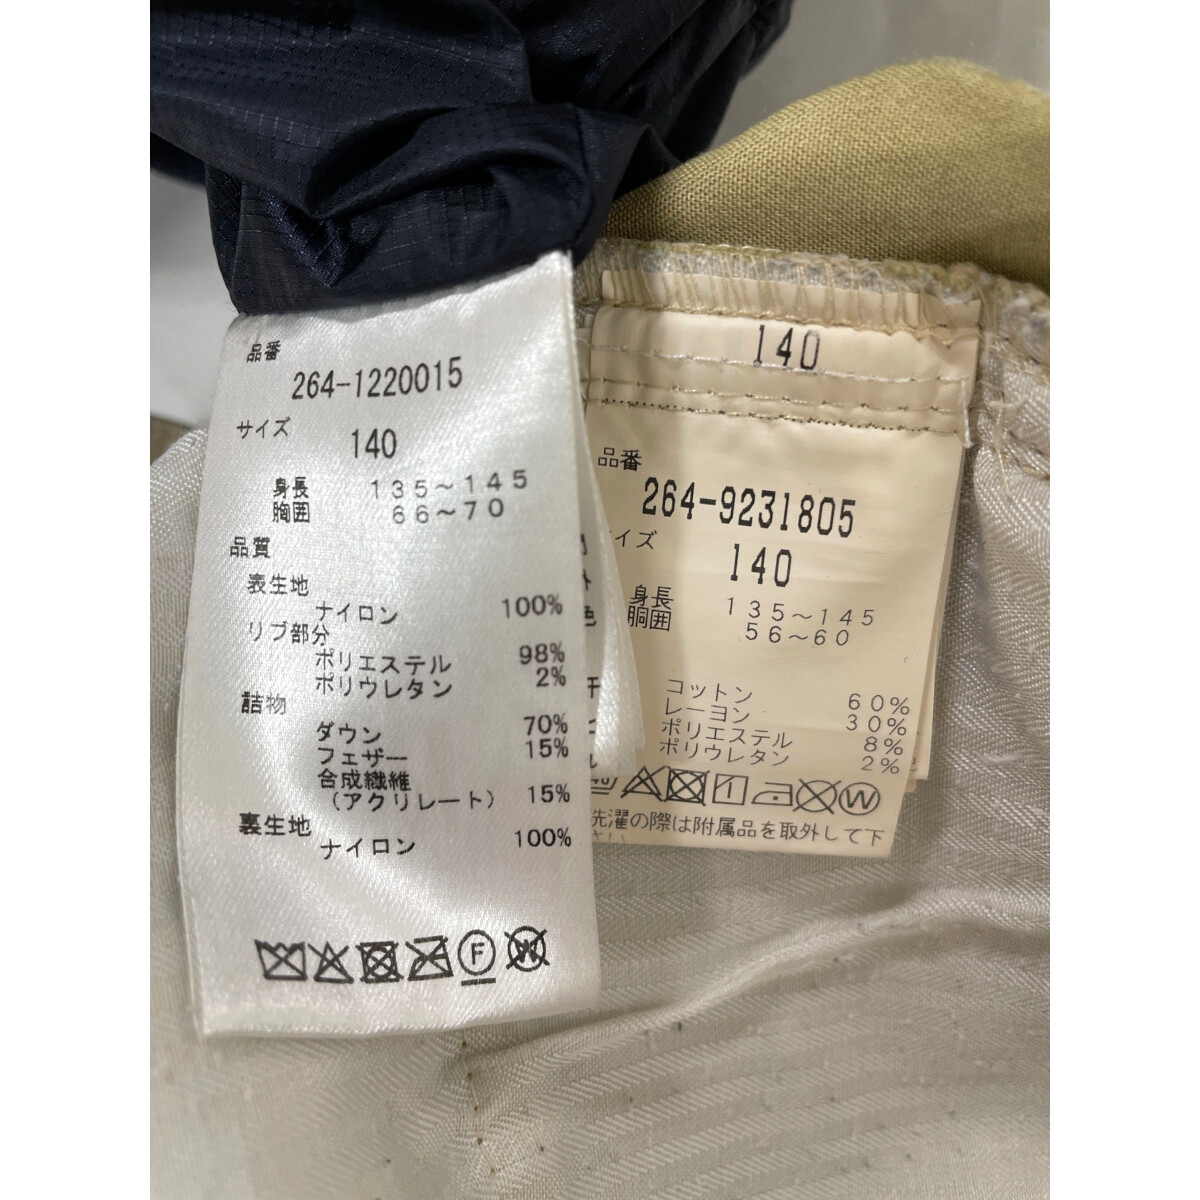 品番
264-1220015
サイズ
140
身長 135～145
胸囲 66～70
品質
表生地
ナイロン 100%
リブ部分
ポリエステル 98%
ポリウレタン 2%
詰物
ダウン 70%
フェザー 15%
合成繊維
（アクリレート） 15%
裏生地
ナイロン 100%
F
W
140
品番
264-9231805
イズ
140
身長 135～145
胴囲 56～60
コットン 60%
レーヨン 30%
ポリエステル 8%
ポリウレタン 2%
40
W
先濯の際は附属品を取外して下
さい